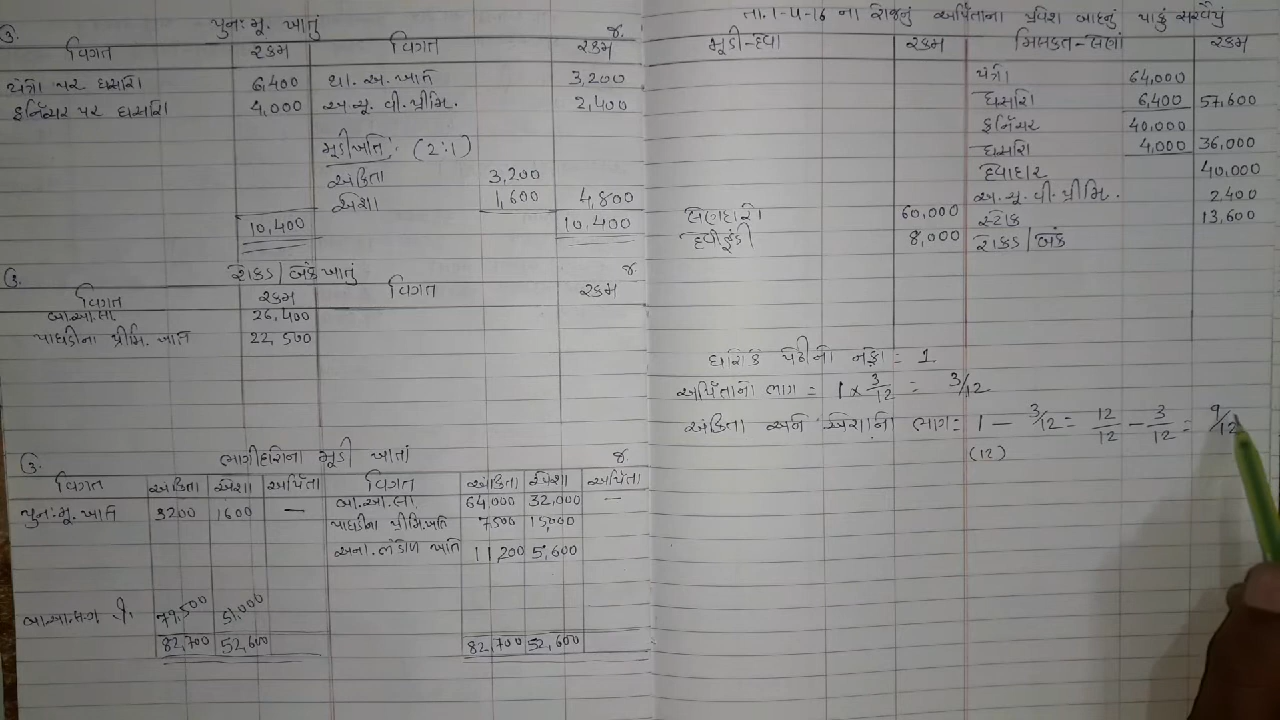 ઉ. પુનઃ મૂ. ખાતું જ.
વિગત રકમ વિગત રકમ
યંત્રો પર ઘસારો 6,400 ધા. અ. ખાતે 3,200
ફર્નિચર પર ઘસારો 4,000 અ.ચૂ. વી. પ્રીમિ. 2,400
મૂડીખાતે: (2:1)
અંકિતા 3,200
એશા 1,600 4,800
10,400 10,400
ઉ. રોકડ/બેંક ખાતું જ.
વિગત રકમ વિગત રકમ
બા.આ.લા. 26,400
પાઘડીના પ્રીમિ. ખાતે 22,500
ઉ. ભાગીદારોના મૂડી ખાતાં જ.
વિગત અંકિતા એશા અર્પિતા વિગત અંકિતા એશા અર્પિતા
પુનઃમૂ. ખાતે 3200 1600 — બા.આ.લા. 64,000 32,000 —
પાઘડીના પ્રીમિ.ખાતે 7500 15,000
અના. ભંડોળ ખાતે 11,200 5,600
79,500 51,000
82,700 52,600 82,700 52,600
તા. 1-4-16 ના રોજનું અર્પિતાના પ્રવેશ બાદનું પાકું સરવૈયું
મૂડી-દેવા રકમ મિલકત-લેણાં રકમ
યંત્રો 64,000
ઘસારો 6,400 57,600
ફર્નિચર 40,000
ઘસારો 4,000 36,000
દેવાદાર 40,000
અ.ચૂ. વી. પ્રીમિ. 2,400
લેણદારો 60,000 સ્ટોક 13,600
દેવીહૂંડી 8,000 રોકડ/બેંક
ધારો કે પેઢીનો નફો = 1
અર્પિતાનો ભાગ = 1 × 3/12 = 3/12
અંકિતા અને એશાનો ભાગ = 1 – 3/12 = 12/12 – 3/12 = 9/12
(12)